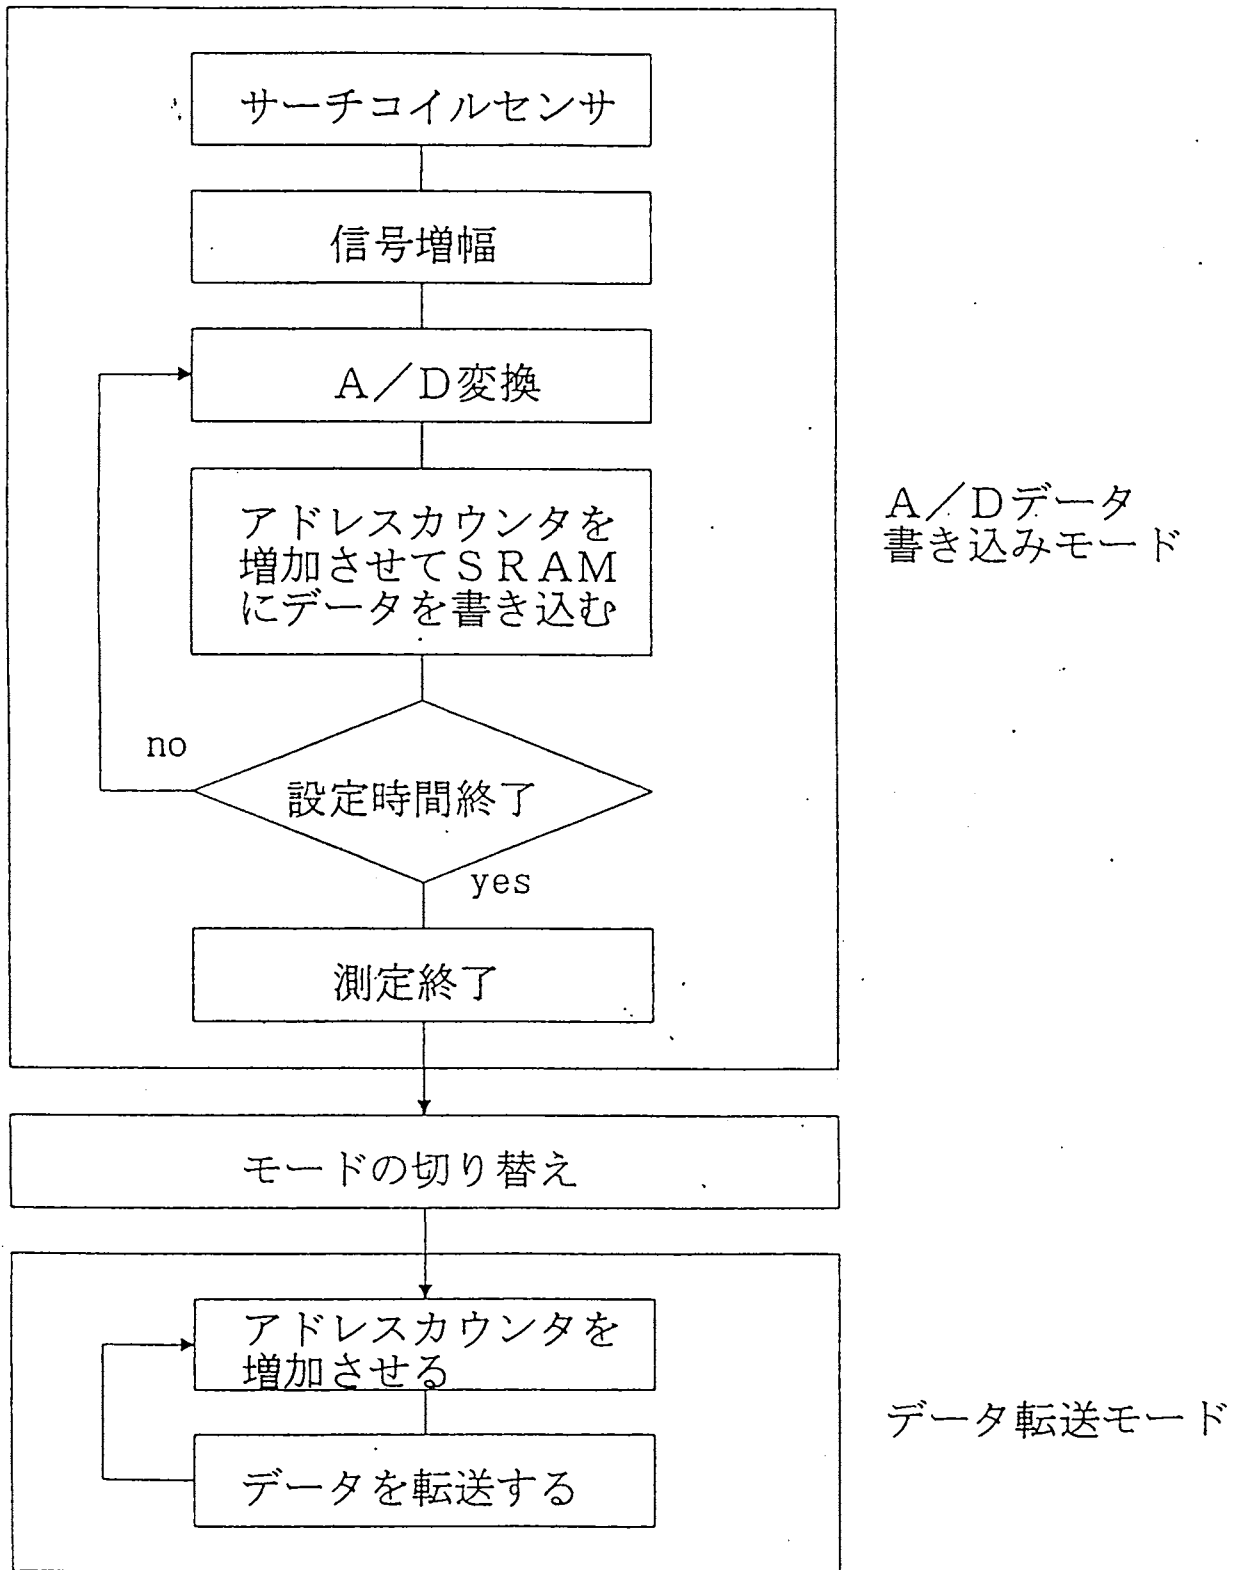 サーチコイルセンサ
信号増幅
A/D変換
アドレスカウンタを
増加させてSRAM
にデータを書き込む
A/Dデータ
書き込みモード
no
設定時間終了
yes
測定終了
モードの切り替え
アドレスカウンタを
増加させる
データ転送モード
データを転送する